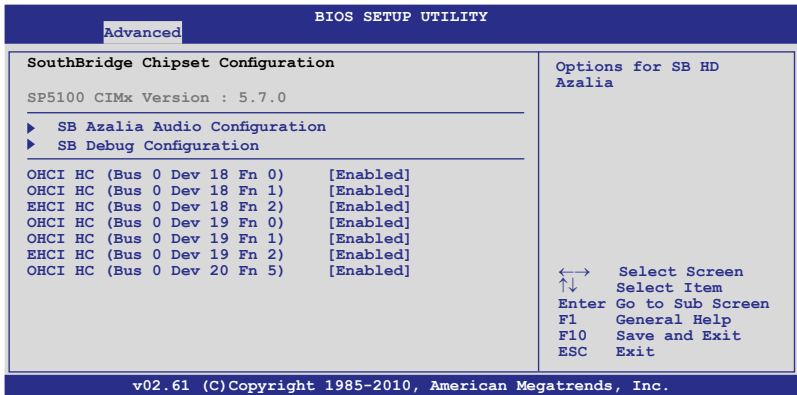 BIOS SETUP UTILITY
Advanced
SouthBridge Chipset Configuration
SP5100 CIMx Version : 5.7.0
SB Azalia Audio Configuration
SB Debug Configuration
OHCI HC (Bus 0 Dev 18 Fn 0) [Enabled]
OHCI HC (Bus 0 Dev 18 Fn 1) [Enabled]
EHCI HC (Bus 0 Dev 18 Fn 2) [Enabled]
OHCI HC (Bus 0 Dev 19 Fn 0) [Enabled]
OHCI HC (Bus 0 Dev 19 Fn 1) [Enabled]
EHCI HC (Bus 0 Dev 19 Fn 2) [Enabled]
OHCI HC (Bus 0 Dev 20 Fn 5) [Enabled]
Options for SB HD
Azalia
←→ Select Screen
↑↓ Select Item
Enter Go to Sub Screen
F1 General Help
F10 Save and Exit
ESC Exit
v02.61 (C)Copyright 1985-2010, American Megatrends, Inc.